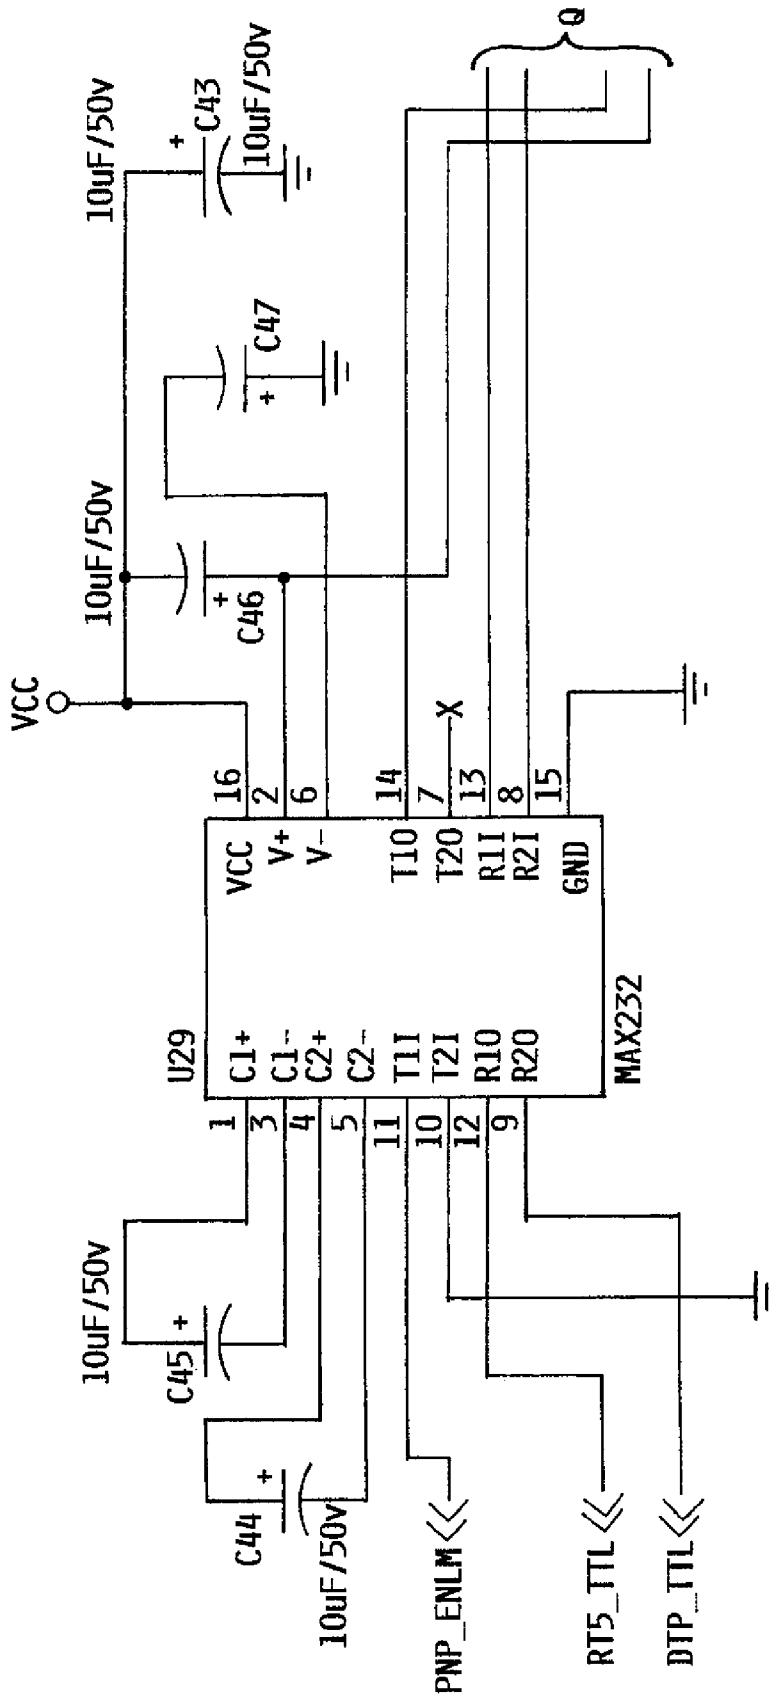 VCC
10uF/50v
C45
+
10uF/50v
C44
+
U29
1
3
4
5
11
10
12
9
C1+
C1-
C2+
C2-
T1I
T2I
R1O
R2O
VCC
V+
V-
T1O
T2O
R1I
R2I
GND
16
2
6
14
7
13
8
15
MAX232
X
10uF/50v
+
C46
+
C47
10uF/50v
+
C43
10uF/50v
PNP_ENLM
RT5_TTL
DTP_TTL
Q